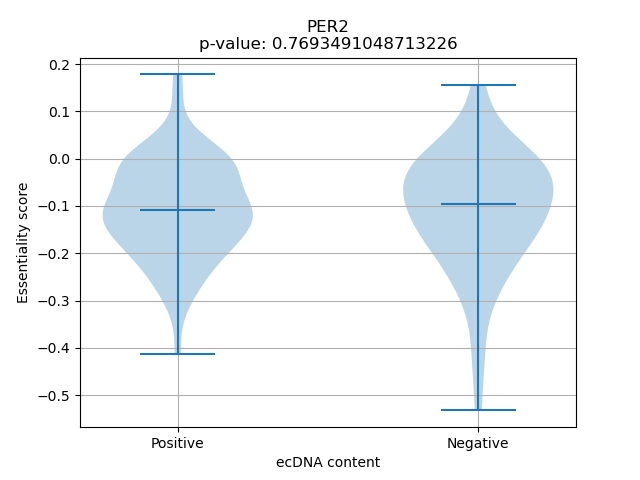 PER2
p-value: 0.7693491048713226
Essentiality score
0.2
0.1
0.0
−0.1
−0.2
−0.3
−0.4
−0.5
Positive
Negative
ecDNA content